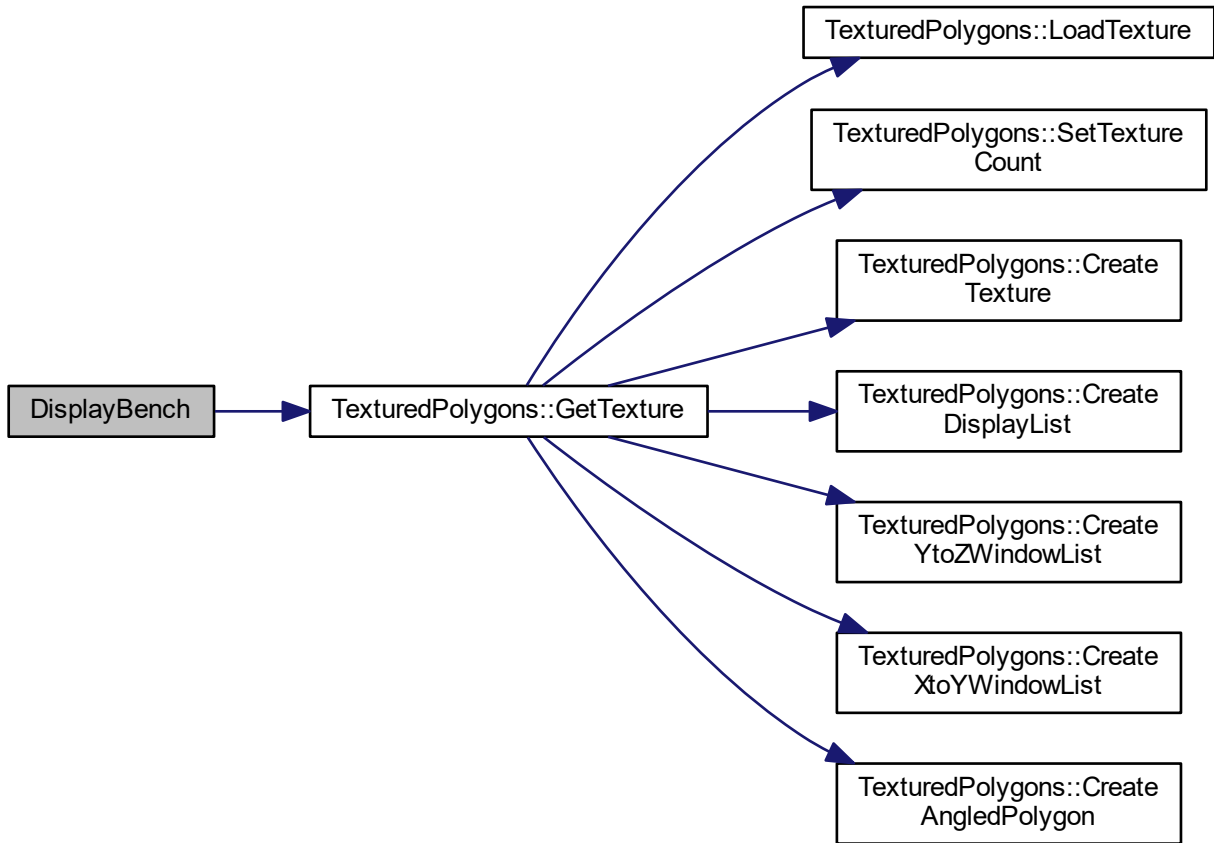 TexturedPolygons::LoadTexture
TexturedPolygons::SetTexture
Count
TexturedPolygons::Create
Texture
DisplayBench
TexturedPolygons::GetTexture
TexturedPolygons::Create
DisplayList
TexturedPolygons::Create
YtoZWindowList
TexturedPolygons::Create
XtoYWindowList
TexturedPolygons::Create
AngledPolygon